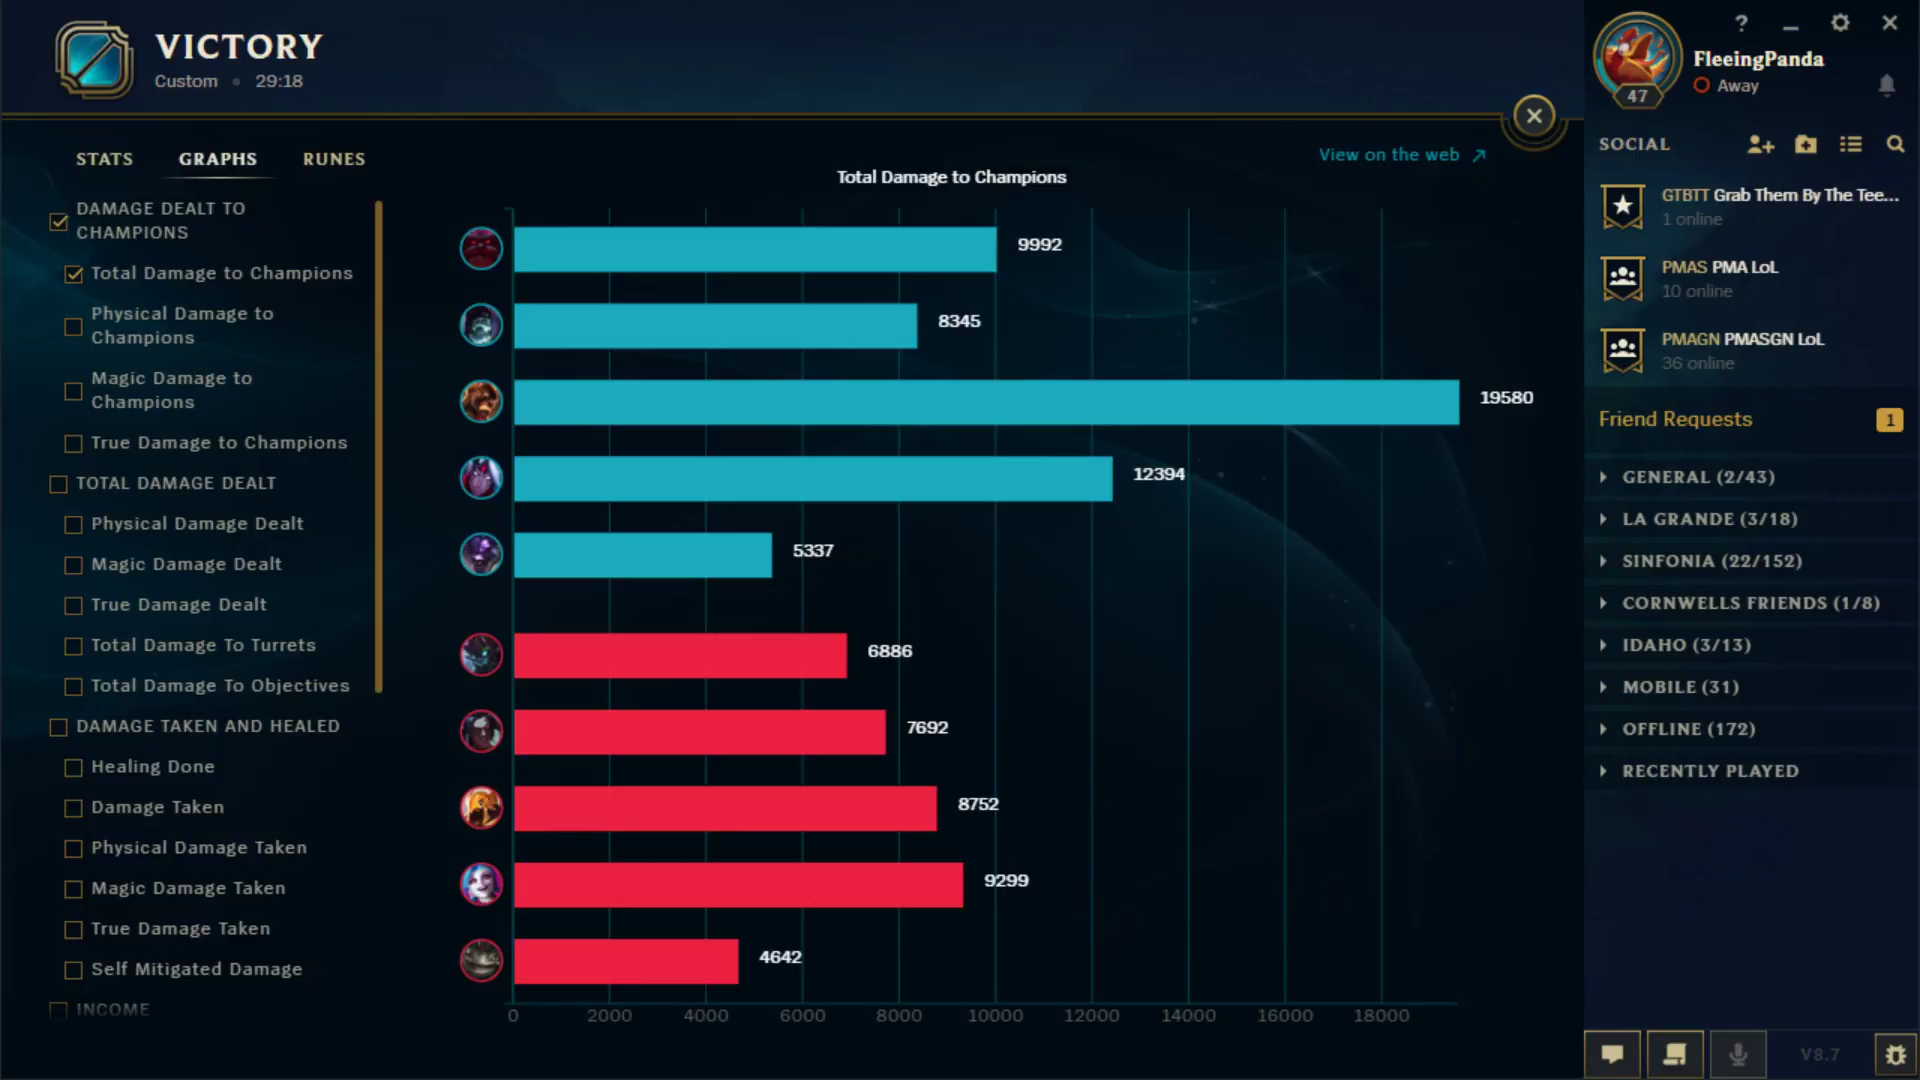 VICTORY
Custom • 29:18
STATS GRAPHS RUNES
View on the web
DAMAGE DEALT TO
CHAMPIONS
Total Damage to Champions
Physical Damage to
Champions
Magic Damage to
Champions
True Damage to Champions
TOTAL DAMAGE DEALT
Physical Damage Dealt
Magic Damage Dealt
True Damage Dealt
Total Damage To Turrets
Total Damage To Objectives
DAMAGE TAKEN AND HEALED
Healing Done
Damage Taken
Physical Damage Taken
Magic Damage Taken
True Damage Taken
Self Mitigated Damage
INCOME
Total Damage to Champions
9992
8345
19580
12394
5337
6886
7692
8752
9299
4642
0 2000 4000 6000 8000 10000 12000 14000 16000 18000
?
FleeingPanda
Away
47
SOCIAL
GTBTT Grab Them By The Tee...
1 online
PMAS PMA LoL
10 online
PMAGN PMASGN LoL
36 online
Friend Requests 1
GENERAL (2/43)
LA GRANDE (3/18)
SINFONIA (22/152)
CORNWELLS FRIENDS (1/8)
IDAHO (3/13)
MOBILE (31)
OFFLINE (172)
RECENTLY PLAYED
V8.7